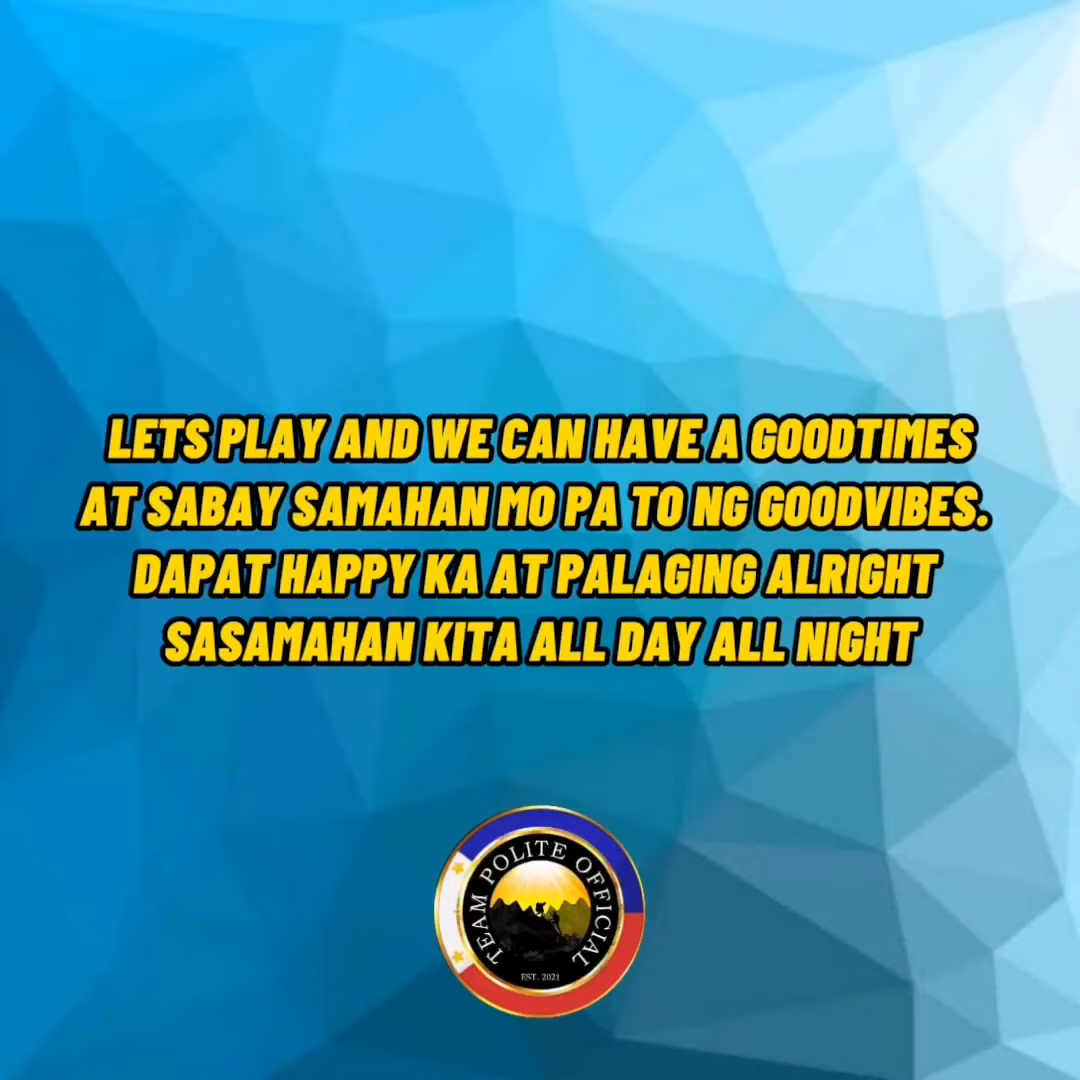 LETS PLAY AND WE CAN HAVE A GOODTIMES
AT SABAY SAMAHAN MO PA TO NG GOODVIBES.
DAPAT HAPPY KA AT PALAGING ALRIGHT
SASAMAHAN KITA ALL DAY ALL NIGHT
TEAM POLITE OFFICIAL
EST. 2021